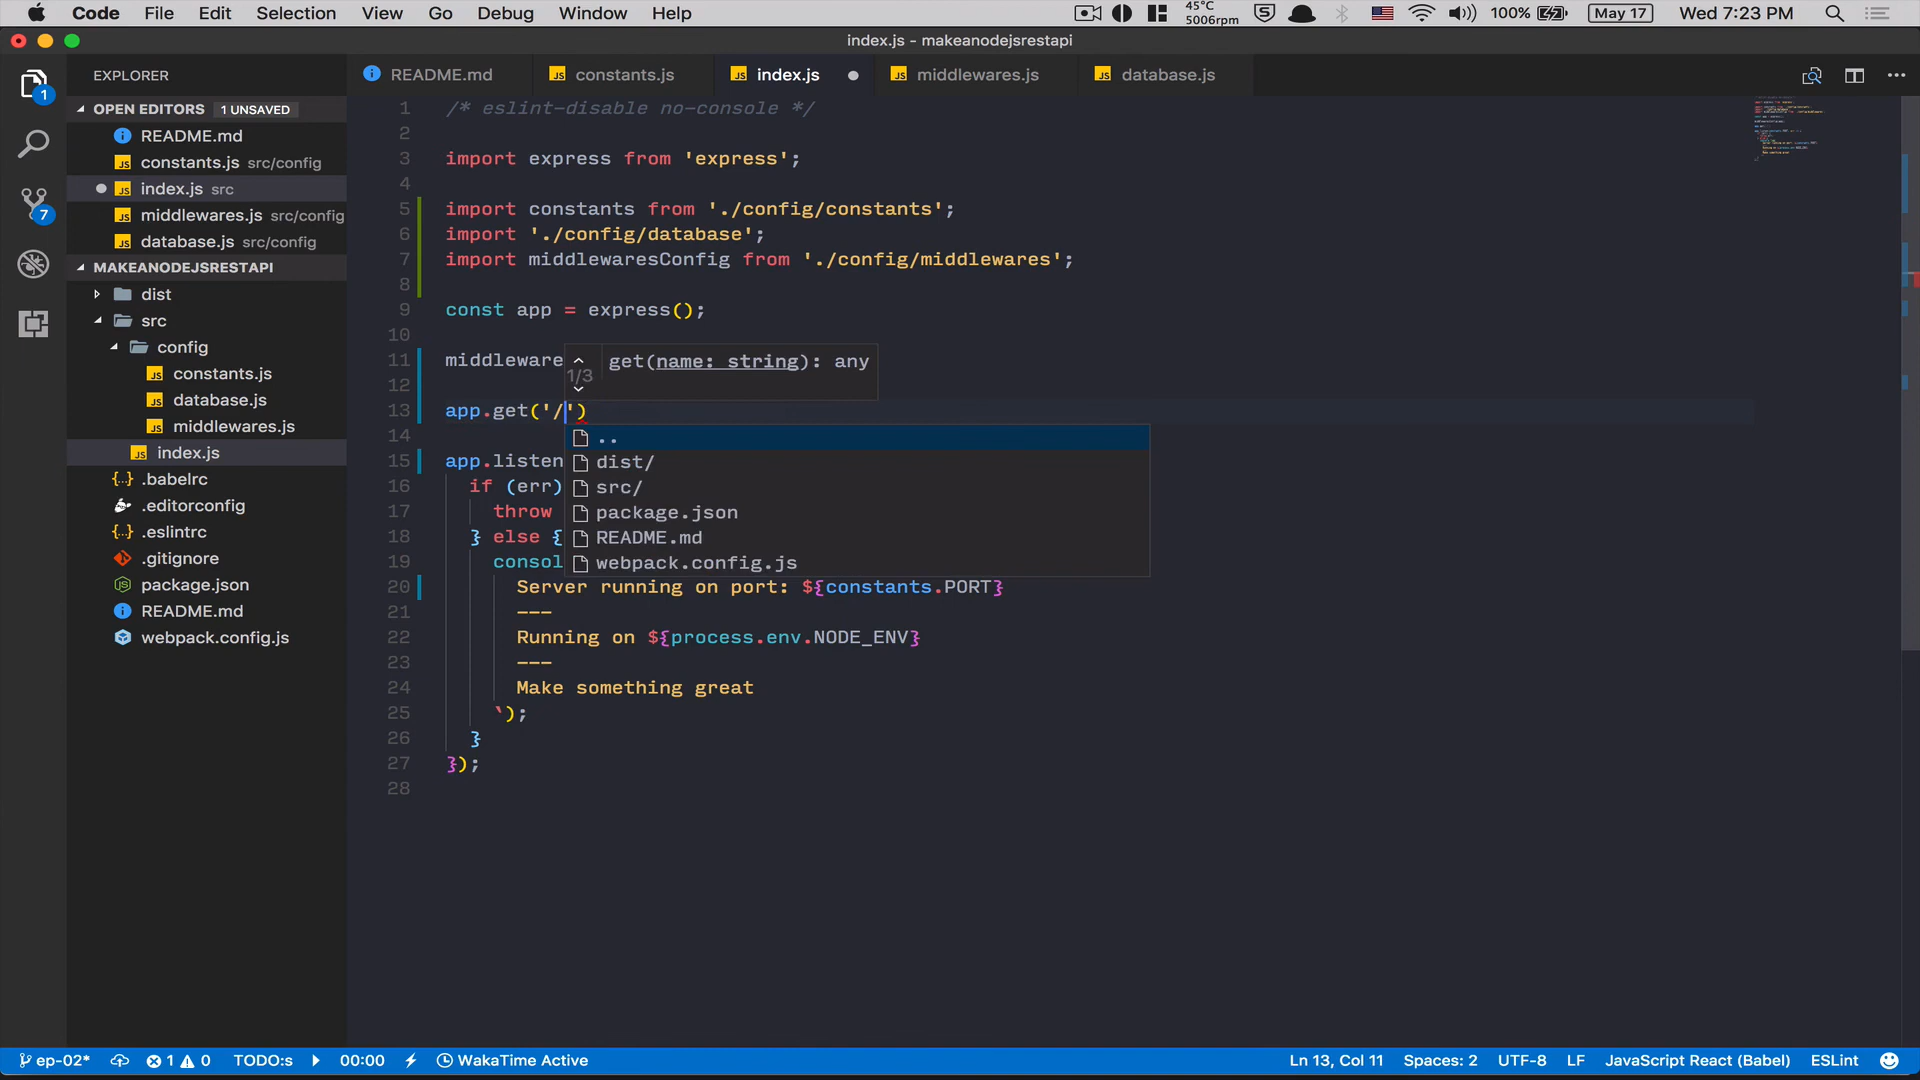 Code File Edit Selection View Go Debug Window Help 45°C 5006rpm 100% May 17 Wed 7:23 PM
index.js - makeanodejsrestapi
EXPLORER
README.md constants.js index.js middlewares.js database.js
OPEN EDITORS 1 UNSAVED
README.md
constants.js src/config
index.js src
middlewares.js src/config
database.js src/config
MAKEANODEJSRESTAPI
dist
src
config
constants.js
database.js
middlewares.js
index.js
.babelrc
.editorconfig
.eslintrc
.gitignore
package.json
README.md
webpack.config.js
1
7
1 /* eslint-disable no-console */
2
3 import express from 'express';
4
5 import constants from './config/constants';
6 import './config/database';
7 import middlewaresConfig from './config/middlewares';
8
9 const app = express();
10
11 middleware
1/3 get(name: string): any
12
13 app.get('/')
14
..
dist/
src/
package.json
README.md
webpack.config.js
15 app.listen
16 if (err)
17 throw
18 } else {
19 consol
20 Server running on port: ${constants.PORT}
21 ---
22 Running on ${process.env.NODE_ENV}
23 ---
24 Make something great
25 `);
26 }
27 });
28
ep-02* 1 0 TODO:s 00:00 WakaTime Active Ln 13, Col 11 Spaces: 2 UTF-8 LF JavaScript React (Babel) ESLint